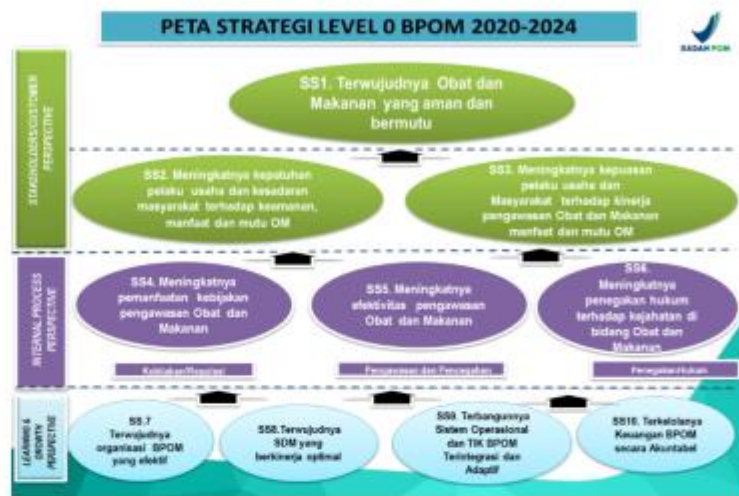 PETA STRATEGI LEVEL 0 BPOM 2020-2024
BADAN POM
STAKEHOLDERS/CUSTOMER
PERSPECTIVE
SS1. Terwujudnya Obat dan
Makanan yang aman dan
bermutu
SS2. Meningkatnya kepatuhan
pelaku usaha dan kesadaran
masyarakat terhadap keamanan,
manfaat dan mutu OM
SS3. Meningkatnya kepuasan
pelaku usaha dan
Masyarakat terhadap kinerja
pengawasan Obat dan Makanan
manfaat dan mutu OM
INTERNAL PROCESS
PERSPECTIVE
SS4. Meningkatnya
pemanfaatan kebijakan
pengawasan Obat dan
Makanan
SS5. Meningkatnya
efektivitas pengawasan
Obat dan Makanan
SS6.
Meningkatnya
penegakan hukum
terhadap kejahatan di
bidang Obat dan
Makanan
Kebijakan/Regulasi
Pengawasan dan Pencegahan
Penegakan Hukum
LEARNING &
GROWTH
PERSPECTIVE
SS.7
Terwujudnya
organisasi BPOM
yang efektif
SS8.Terwujudnya
SDM yang
berkinerja optimal
SS9. Terbangunnya
Sistem Operasional
dan TIK BPOM
Terintegrasi dan
Adaptif
SS10. Terkelolanya
Keuangan BPOM
secara Akuntabel